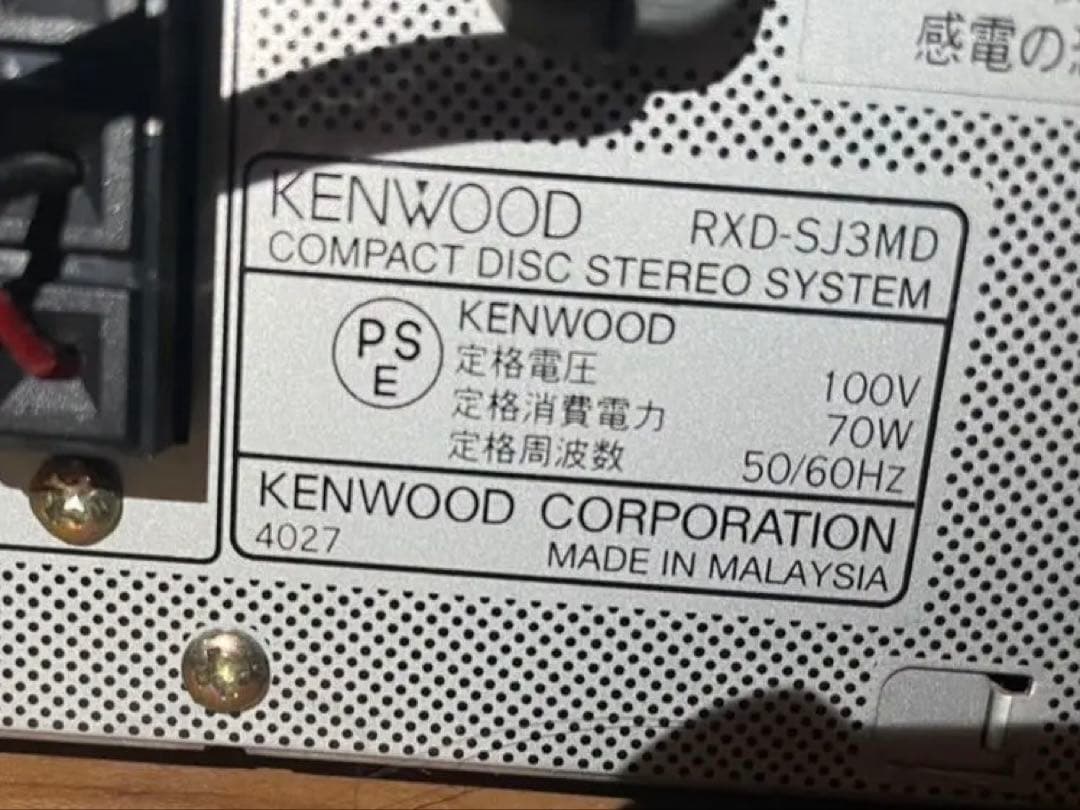 感電の
KENWOOD RXD-SJ3MD
COMPACT DISC STEREO SYSTEM
PSE KENWOOD
定格電圧 100V
定格消費電力 70W
定格周波数 50/60Hz
KENWOOD CORPORATION
4027 MADE IN MALAYSIA